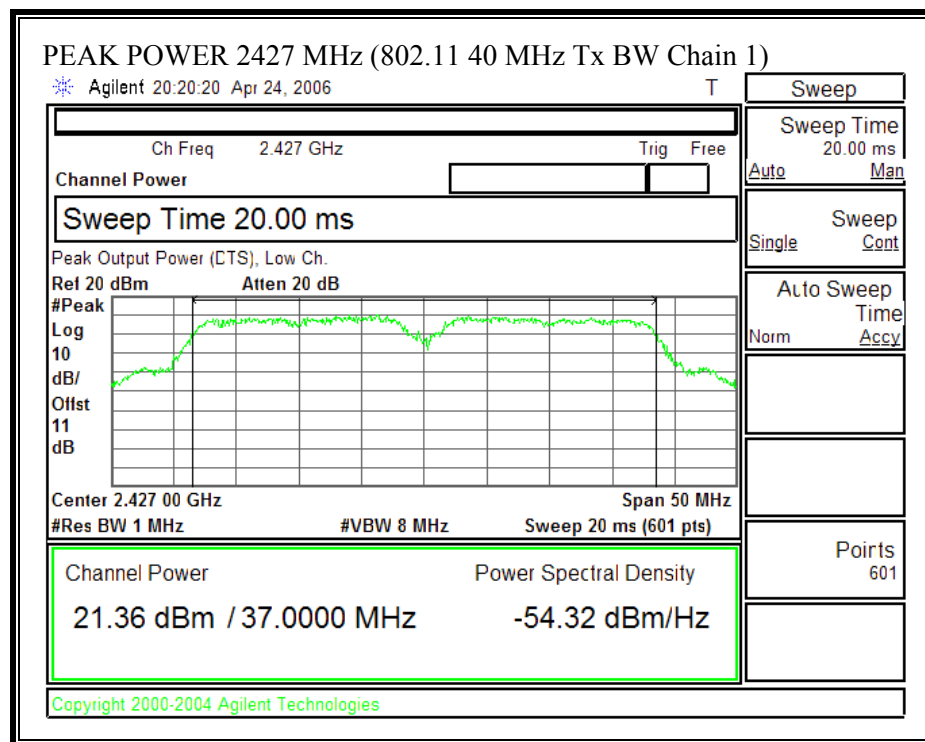 PEAK POWER 2427 MHz (802.11 40 MHz Tx BW Chain 1)
Agilent 20:20:20 Apr 24, 2006 T
Ch Freq 2.427 GHz Trig Free
Channel Power
Sweep Time 20.00 ms
Peak Output Power (DTS), Low Ch.
Ref 20 dBm Atten 20 dB
#Peak
Log
10
dB/
Offst
11
dB
Center 2.427 00 GHz Span 50 MHz
#Res BW 1 MHz #VBW 8 MHz Sweep 20 ms (601 pts)
Channel Power Power Spectral Density
21.36 dBm / 37.0000 MHz -54.32 dBm/Hz
Copyright 2000-2004 Agilent Technologies
Sweep
Sweep Time
20.00 ms
Auto Man
Sweep
Single Cont
Auto Sweep
Time
Norm Accy
Points
601